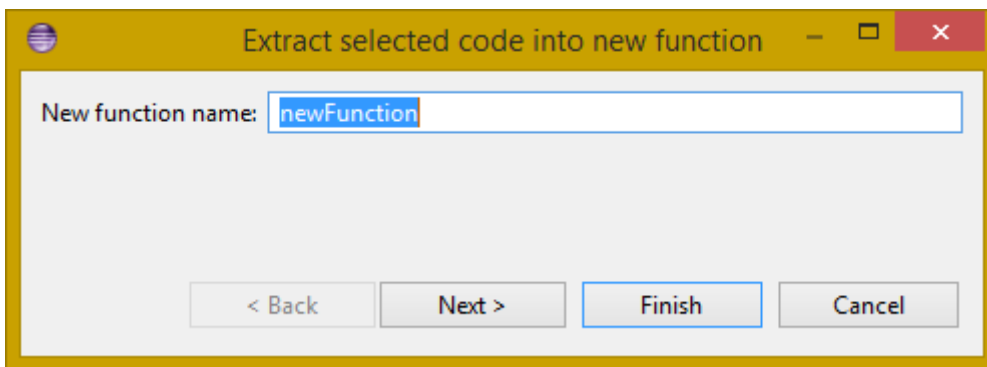 Extract selected code into new function
New function name: newFunction
< Back Next > Finish Cancel